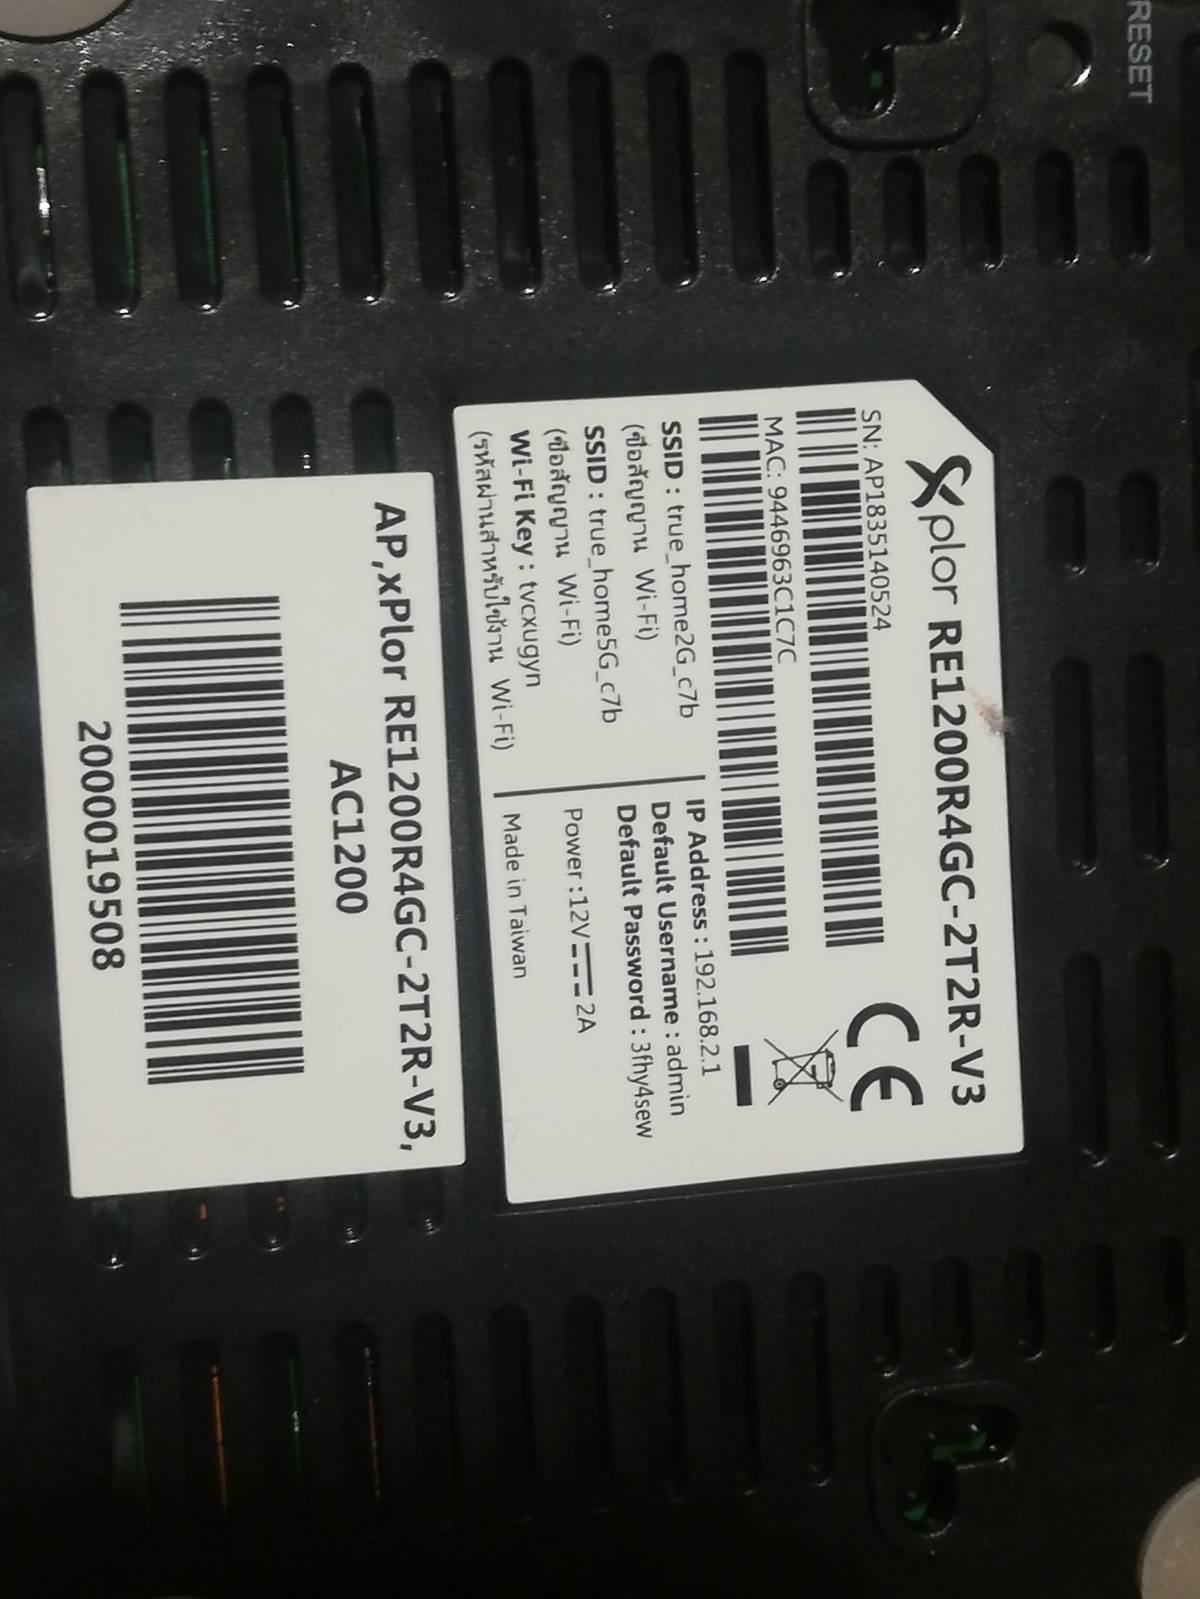 RESET
Xplor RE1200R4GC-2T2R-V3
SN: AP1835140524
MAC: 9446963C1C7C
SSID : true_home2G_c7b
(ชื่อสัญญาน Wi-Fi)
SSID : true_home5G_c7b
(ชื่อสัญญาน Wi-Fi)
Wi-Fi Key : tvcxugyn
(รหัสผ่านสำหรับใช้งาน Wi-Fi)
IP Address : 192.168.2.1
Default Username : admin
Default Password : 3fhy4sew
Power : 12V 2A
Made in Taiwan
CE
AP,xPlor RE1200R4GC-2T2R-V3,
AC1200
2000019508